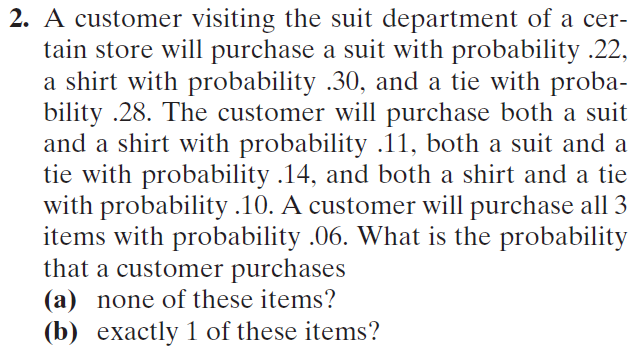 2. A customer visiting the suit department of a cer-
tain store will purchase a suit with probability .22,
a shirt with probability .30, and a tie with proba-
bility .28. The customer will purchase both a suit
and a shirt with probability .11, both a suit and a
tie with probability .14, and both a shirt and a tie
with probability .10. A customer will purchase all 3
items with probability .06. What is the probability
that a customer purchases
(a) none of these items?
(b) exactly 1 of these items?